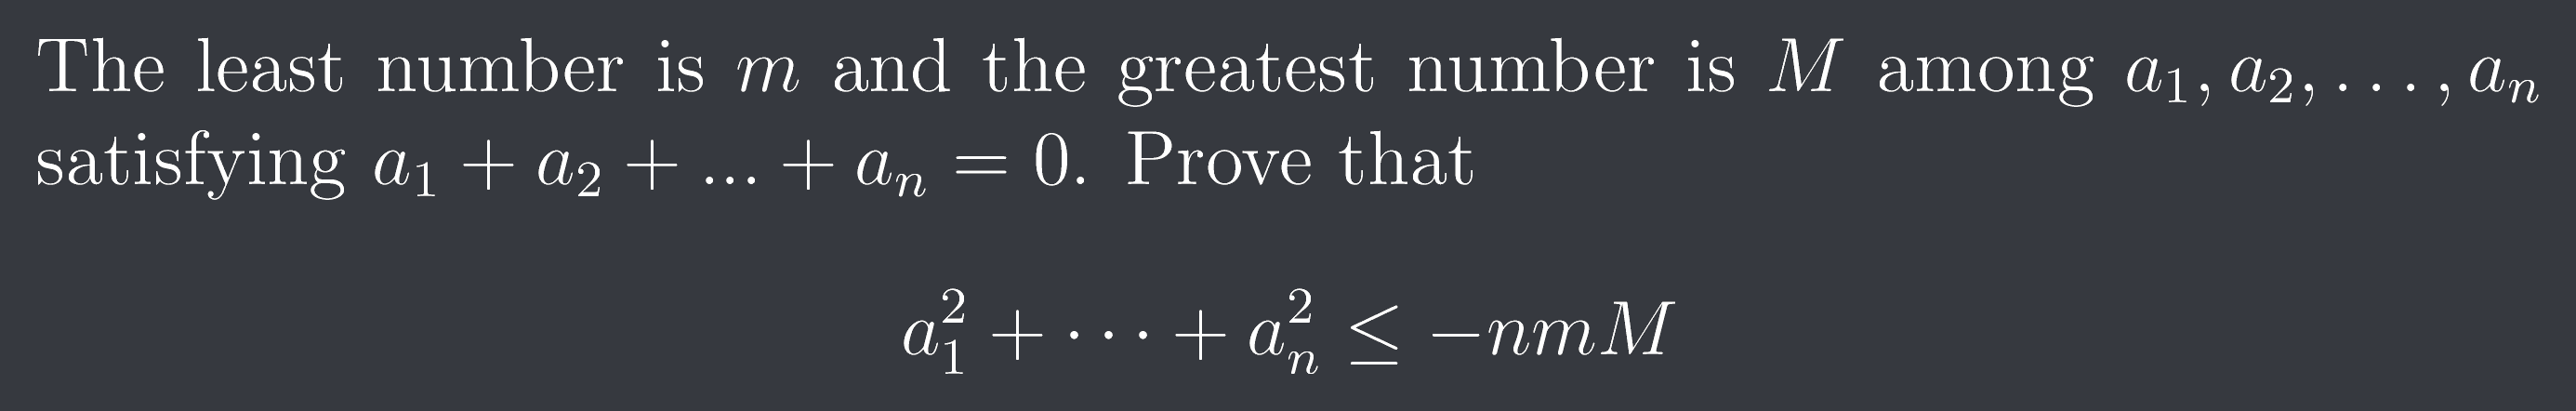 The least number is m and the greatest number is M among a₁, a₂, . . . , aₙ
satisfying a₁ + a₂ + ... + aₙ = 0. Prove that
a₁² + · · · + aₙ² ≤ −nmM